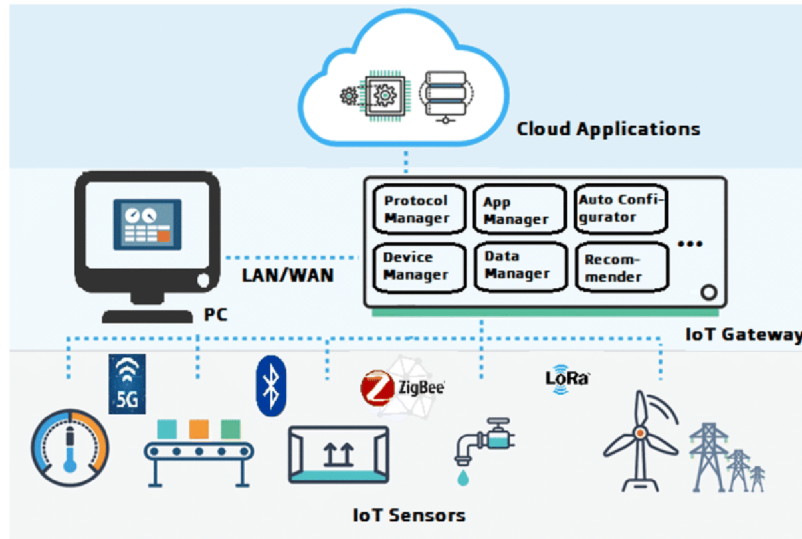 Cloud Applications
Protocol
Manager
App
Manager
Auto Confi-
gurator
Device
Manager
Data
Manager
Recom-
mender
...
LAN/WAN
PC
IoT Gateway
5G
ZigBee
LoRa
IoT Sensors